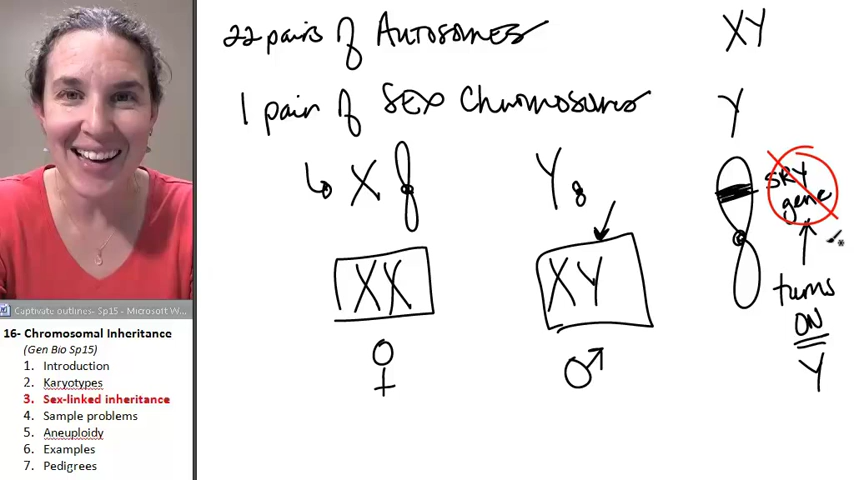 22 pairs of AUTOSOMES
XY
1 pair of SEX Chromosomes
Y
X
Y
SRY
gene
XX
XY
turns
ON
Y
♀
♂
Captivate outlines- Sp15 - Microsoft W...
16- Chromosomal Inheritance
(Gen Bio Sp15)
1. Introduction
2. Karyotypes
3. Sex-linked inheritance
4. Sample problems
5. Aneuploidy
6. Examples
7. Pedigrees